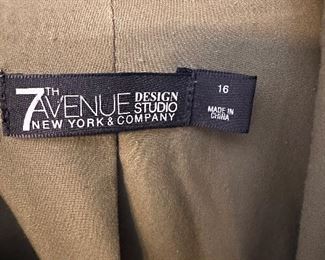 7TH AVENUE DESIGN STUDIO
NEW YORK & COMPANY
16
MADE IN
CHINA